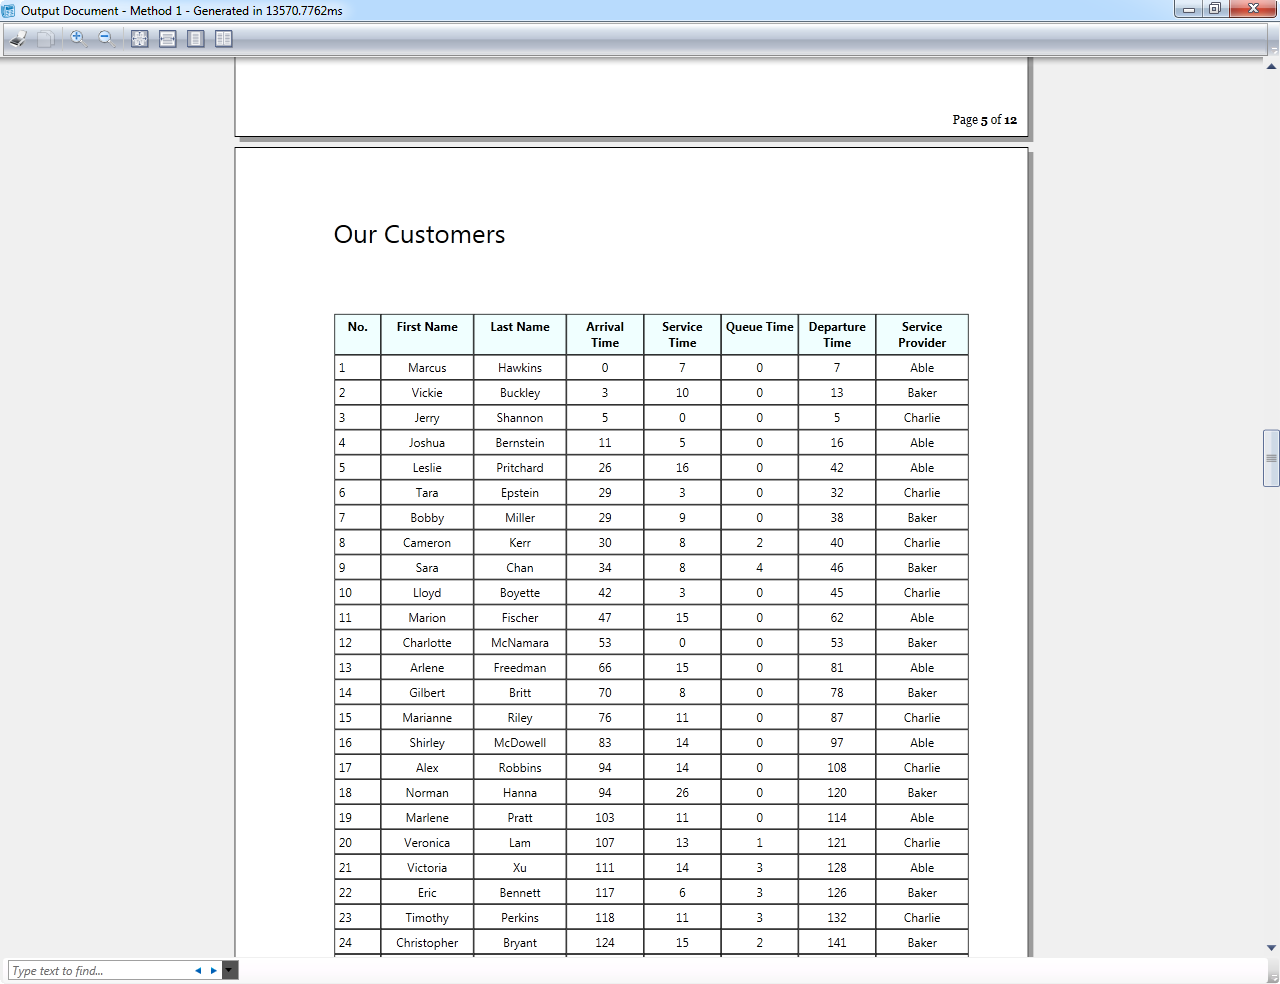 Output Document - Method 1 - Generated in 13570.7762ms
Page 5 of 12
Our Customers
No. First Name Last Name Arrival Time Service Time Queue Time Departure Time Service Provider
1 Marcus Hawkins 0 7 0 7 Able
2 Vickie Buckley 3 10 0 13 Baker
3 Jerry Shannon 5 0 0 5 Charlie
4 Joshua Bernstein 11 5 0 16 Able
5 Leslie Pritchard 26 16 0 42 Able
6 Tara Epstein 29 3 0 32 Charlie
7 Bobby Miller 29 9 0 38 Baker
8 Cameron Kerr 30 8 2 40 Charlie
9 Sara Chan 34 8 4 46 Baker
10 Lloyd Boyette 42 3 0 45 Charlie
11 Marion Fischer 47 15 0 62 Able
12 Charlotte McNamara 53 0 0 53 Baker
13 Arlene Freedman 66 15 0 81 Able
14 Gilbert Britt 70 8 0 78 Baker
15 Marianne Riley 76 11 0 87 Charlie
16 Shirley McDowell 83 14 0 97 Able
17 Alex Robbins 94 14 0 108 Charlie
18 Norman Hanna 94 26 0 120 Baker
19 Marlene Pratt 103 11 0 114 Able
20 Veronica Lam 107 13 1 121 Charlie
21 Victoria Xu 111 14 3 128 Able
22 Eric Bennett 117 6 3 126 Baker
23 Timothy Perkins 118 11 3 132 Charlie
24 Christopher Bryant 124 15 2 141 Baker
Type text to find...